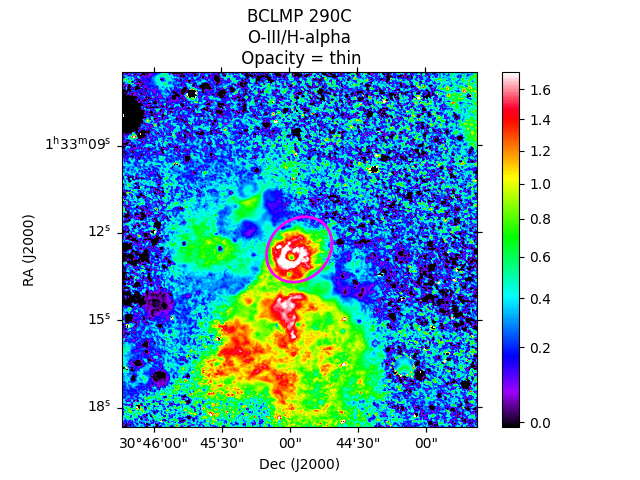 BCLMP 290C
O-III/H-alpha
Opacity = thin
1ʰ33ᵐ09ˢ
12ˢ
15ˢ
18ˢ
RA (J2000)
30°46'00"
45'30"
00"
44'30"
00"
Dec (J2000)
1.6
1.4
1.2
1.0
0.8
0.6
0.4
0.2
0.0